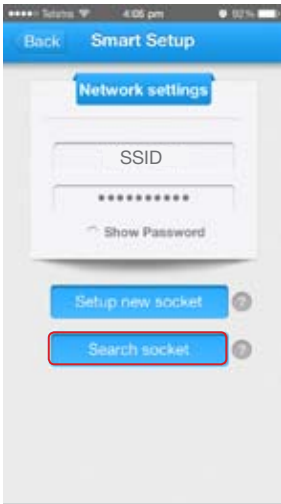 Telstra 4:05 pm 92%
Back Smart Setup
Network settings
SSID
••••••••••
Show Password
Setup new socket ?
Search socket ?